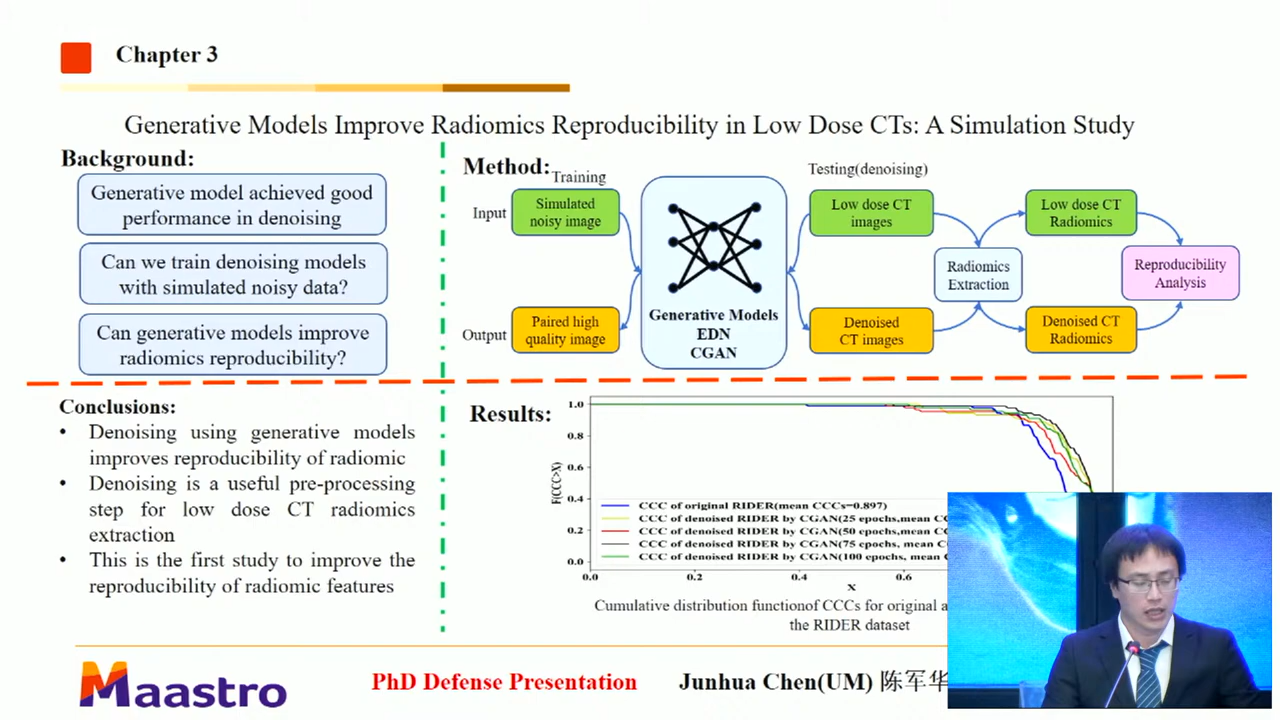 Chapter 3
Generative Models Improve Radiomics Reproducibility in Low Dose CTs: A Simulation Study
Background:
Generative model achieved good
performance in denoising
Can we train denoising models
with simulated noisy data?
Can generative models improve
radiomics reproducibility?
Method:
Training
Testing(denoising)
Input
Simulated
noisy image
Output
Paired high
quality image
Generative Models
EDN
CGAN
Low dose CT
images
Denoised
CT images
Radiomics
Extraction
Low dose CT
Radiomics
Denoised CT
Radiomics
Reproducibility
Analysis
Conclusions:
• Denoising using generative models
improves reproducibility of radiomic
• Denoising is a useful pre-processing
step for low dose CT radiomics
extraction
• This is the first study to improve the
reproducibility of radiomic features
Results:
F(CCC>X)
1.0
0.8
0.6
0.4
0.2
0.0
CCC of original RIDER(mean CCCs=0.897)
CCC of denoised RIDER by CGAN(25 epochs,mean
CCC of denoised RIDER by CGAN(50 epochs,mean
CCC of denoised RIDER by CGAN(75 epochs, mean
CCC of denoised RIDER by CGAN(100 epochs, mean
0.0 0.2 0.4 0.6
X
Cumulative distribution functionof CCCs for original
the RIDER dataset
Maastro
PhD Defense Presentation
Junhua Chen(UM) 陈军华